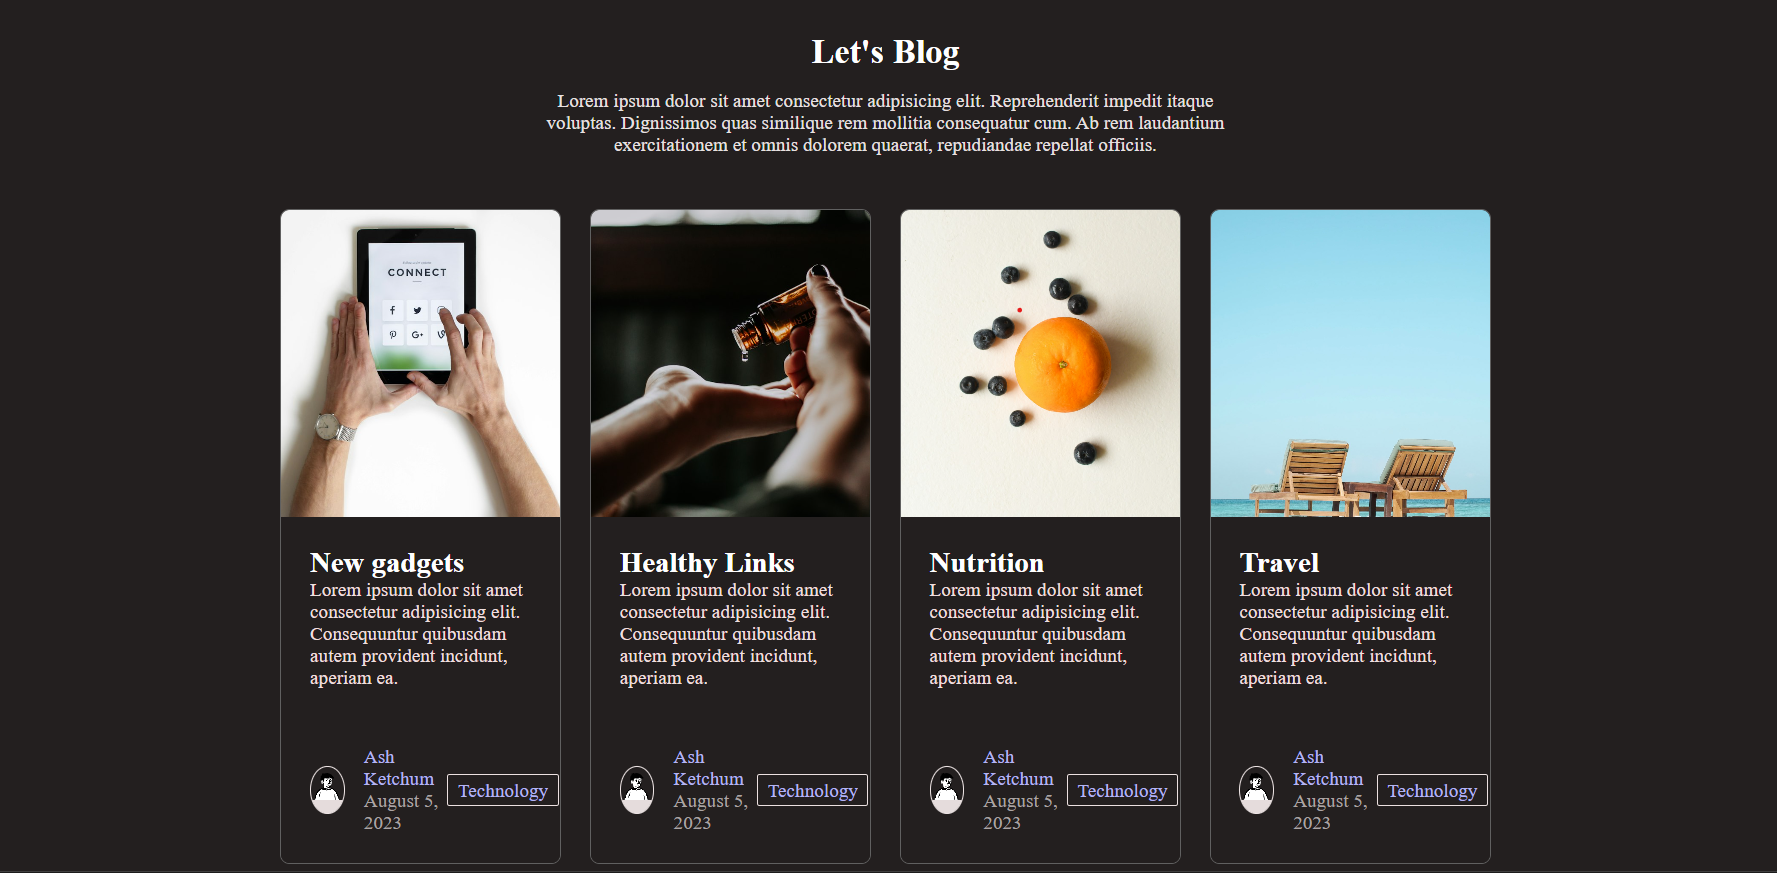 Let's Blog
Lorem ipsum dolor sit amet consectetur adipisicing elit. Reprehenderit impedit itaque
voluptas. Dignissimos quas similique rem mollitia consequatur cum. Ab rem laudantium
exercitationem et omnis dolorem quaerat, repudiandae repellat officiis.
CONNECT
New gadgets
Lorem ipsum dolor sit amet
consectetur adipisicing elit.
Consequuntur quibusdam
autem provident incidunt,
aperiam ea.
Ash
Ketchum
August 5,
2023
Technology
Healthy Links
Lorem ipsum dolor sit amet
consectetur adipisicing elit.
Consequuntur quibusdam
autem provident incidunt,
aperiam ea.
Ash
Ketchum
August 5,
2023
Technology
Nutrition
Lorem ipsum dolor sit amet
consectetur adipisicing elit.
Consequuntur quibusdam
autem provident incidunt,
aperiam ea.
Ash
Ketchum
August 5,
2023
Technology
Travel
Lorem ipsum dolor sit amet
consectetur adipisicing elit.
Consequuntur quibusdam
autem provident incidunt,
aperiam ea.
Ash
Ketchum
August 5,
2023
Technology